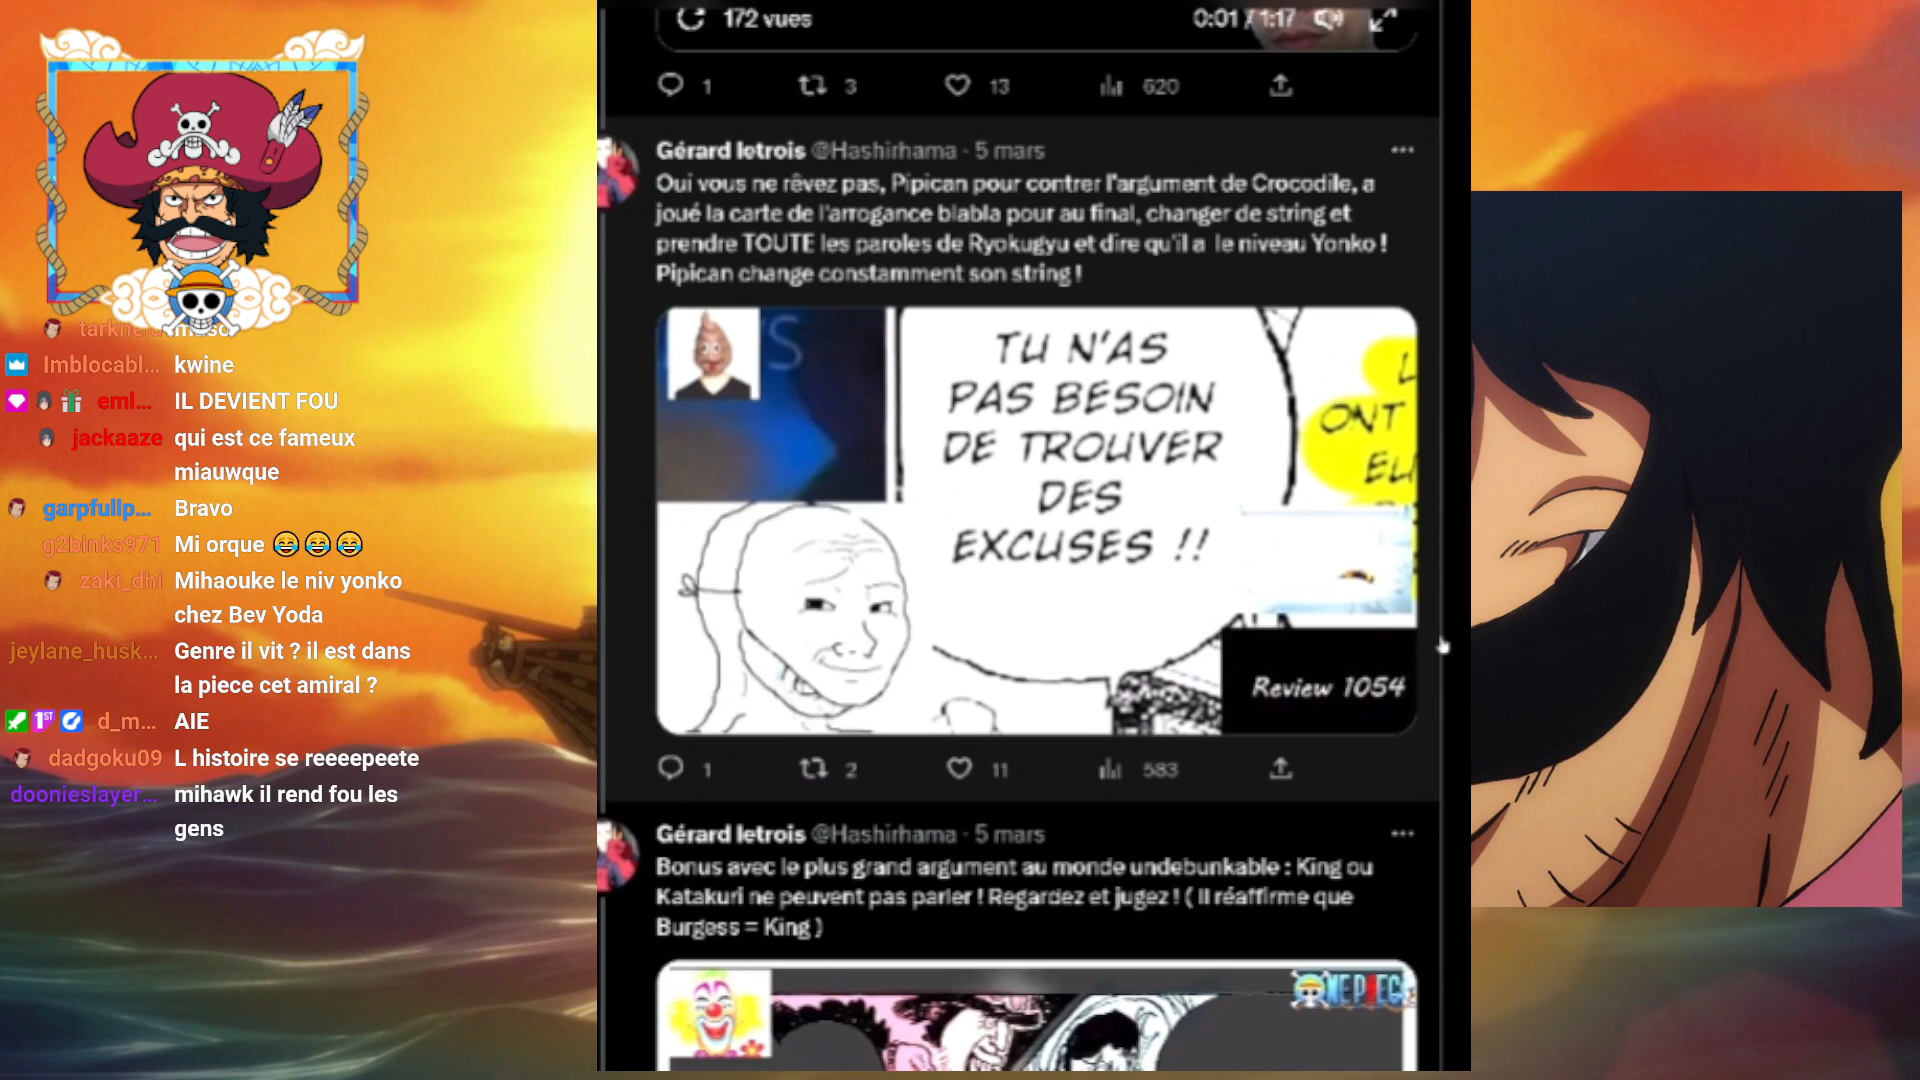 tarkne
Imblocabl... kwine
eml... IL DEVIENT FOU
jackaaze qui est ce fameux
miauwque
garpfullp... Bravo
g2binks971 Mi orque 😂😂😂
zaki_dhi Mihaouke le niv yonko
chez Bev Yoda
jeylane_husk... Genre il vit ? il est dans
la piece cet amiral ?
1ST d_m... AIE
dadgoku09 L histoire se reeeepeete
doonieslayer... mihawk il rend fou les
gens
172 vues 0:01 / 1:17
1 3 13 620
Gérard letrois @Hashirhama · 5 mars
Oui vous ne rêvez pas, Pipican pour contrer l'argument de Crocodile, a
joué la carte de l'arrogance blabla pour au final, changer de string et
prendre TOUTE les paroles de Ryokugyu et dire qu'il a le niveau Yonko !
Pipican change constamment son string !
S
TU N'AS
PAS BESOIN
DE TROUVER
DES
EXCUSES !!
L
ONT
EU
Review 1054
1 2 11 583
Gérard letrois @Hashirhama · 5 mars
Bonus avec le plus grand argument au monde undebunkable : King ou
Katakuri ne peuvent pas parler ! Regardez et jugez ! ( Il réaffirme que
Burgess = King )
ONE PIECE